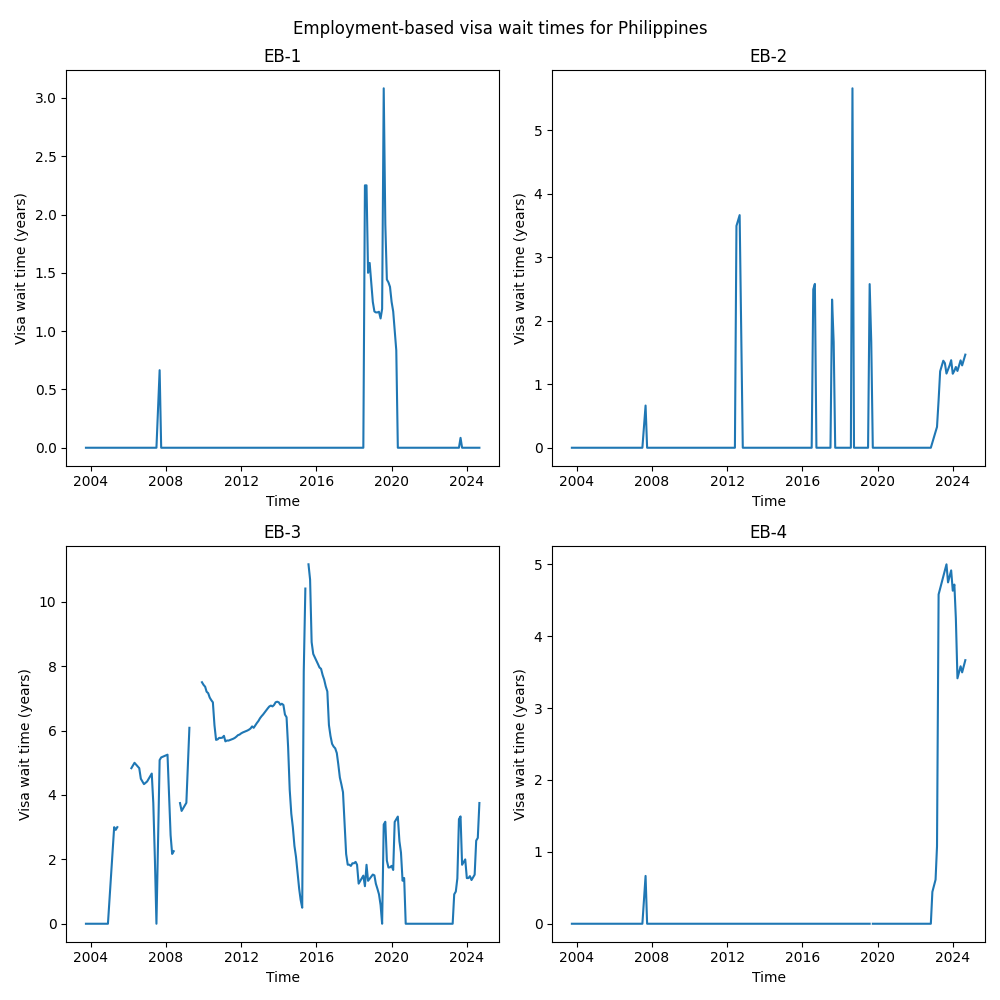 Employment-based visa wait times for Philippines
EB-1
3.0
2.5
2.0
1.5
1.0
0.5
0.0
Visa wait time (years)
2004 2008 2012 2016 2020 2024
Time
EB-2
5
4
3
2
1
0
Visa wait time (years)
2004 2008 2012 2016 2020 2024
Time
EB-3
10
8
6
4
2
0
Visa wait time (years)
2004 2008 2012 2016 2020 2024
Time
EB-4
5
4
3
2
1
0
Visa wait time (years)
2004 2008 2012 2016 2020 2024
Time